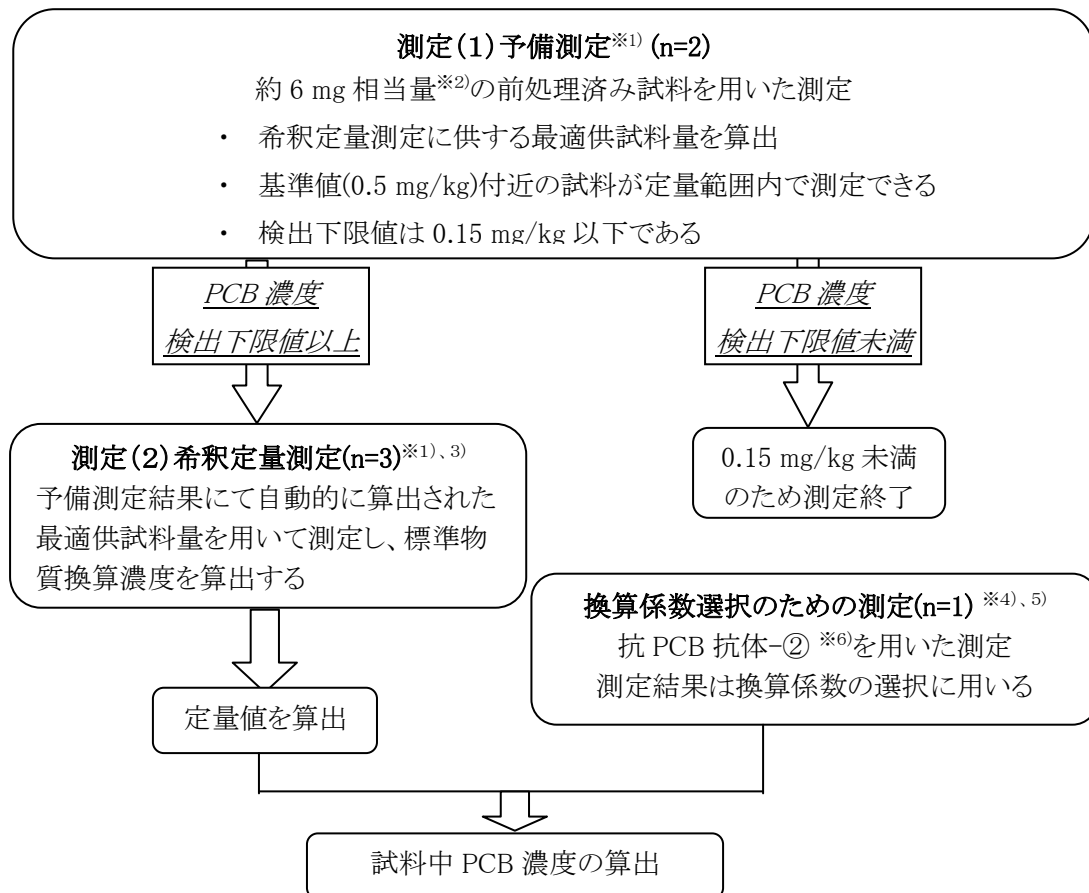 測定(1)予備測定※1) (n=2)
約 6 mg 相当量※2)の前処理済み試料を用いた測定
・ 希釈定量測定に供する最適供試料量を算出
・ 基準値(0.5 mg/kg)付近の試料が定量範囲内で測定できる
・ 検出下限値は 0.15 mg/kg 以下である
PCB 濃度
検出下限値以上
PCB 濃度
検出下限値未満
測定(2)希釈定量測定(n=3)※1)、3)
予備測定結果にて自動的に算出された
最適供試料量を用いて測定し、標準物
質換算濃度を算出する
0.15 mg/kg 未満
のため測定終了
換算係数選択のための測定(n=1) ※4)、5)
抗 PCB 抗体-② ※6)を用いた測定
測定結果は換算係数の選択に用いる
定量値を算出
試料中 PCB 濃度の算出